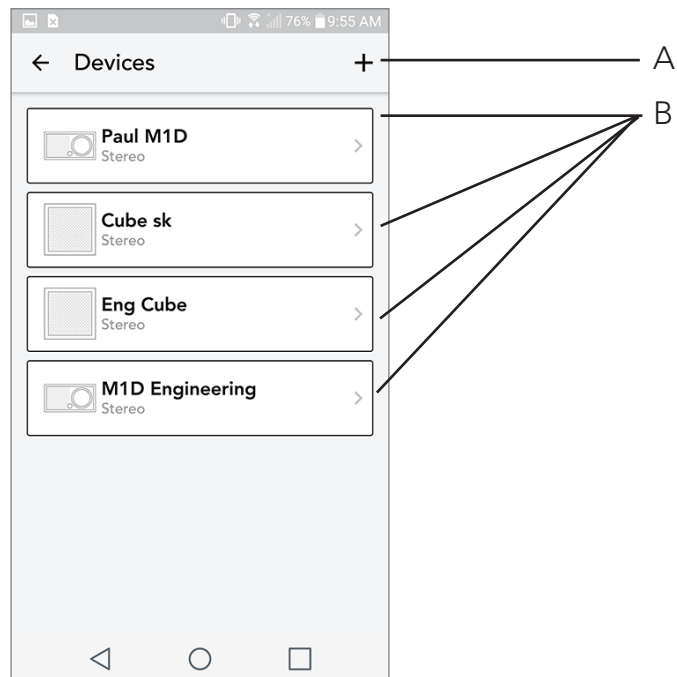 76% 9:55 AM
Devices
A
B
Paul M1D
Stereo
Cube sk
Stereo
Eng Cube
Stereo
M1D Engineering
Stereo